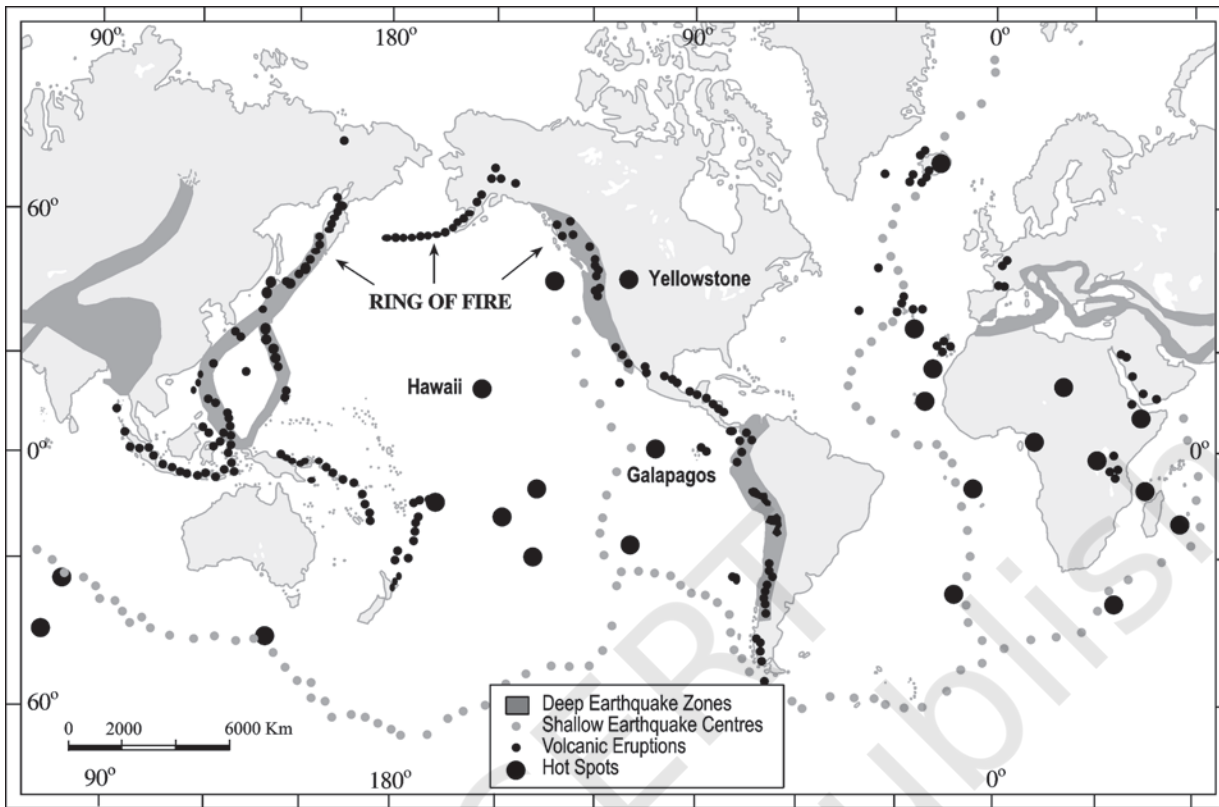 90º 180º 90º 0º
60º
Yellowstone
RING OF FIRE
Hawaii
0º 0º
Galapagos
60º
Deep Earthquake Zones
Shallow Earthquake Centres
Volcanic Eruptions
Hot Spots
0 2000 6000 Km
90º 180º 0º